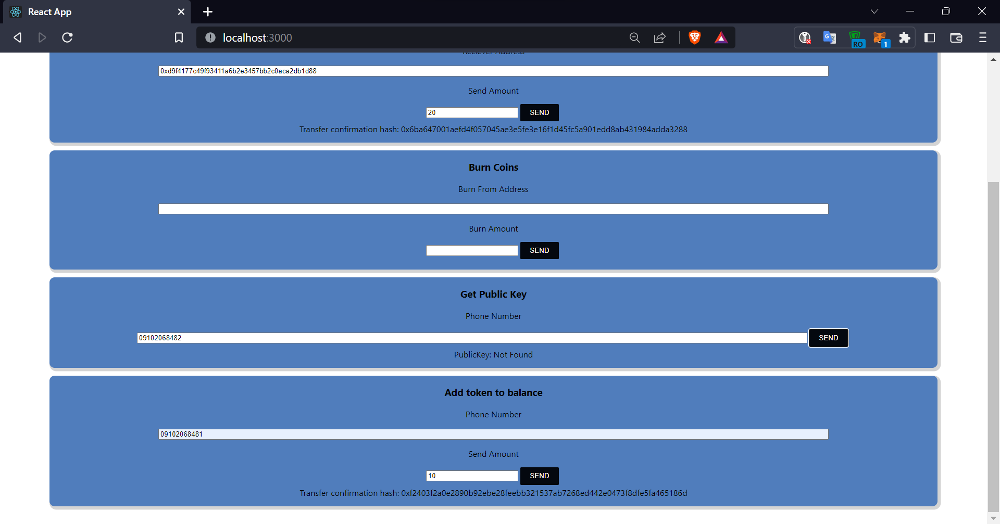 React App
localhost:3000
RO
1
Reciever Address
0xd9f4177c49f93411a6b2e3457bb2c0aca2db1d88
Send Amount
20 SEND
Transfer confirmation hash: 0x6ba647001aefd4f057045ae3e5fe3e16f1d45fc5a901edd8ab431984adda3288
Burn Coins
Burn From Address
Burn Amount
SEND
Get Public Key
Phone Number
09102068482 SEND
PublicKey: Not Found
Add token to balance
Phone Number
09102068481
Send Amount
10 SEND
Transfer confirmation hash: 0xf2403f2a0e2890b92ebe28feebb321537ab7268ed442e0473f8dfe5fa465186d